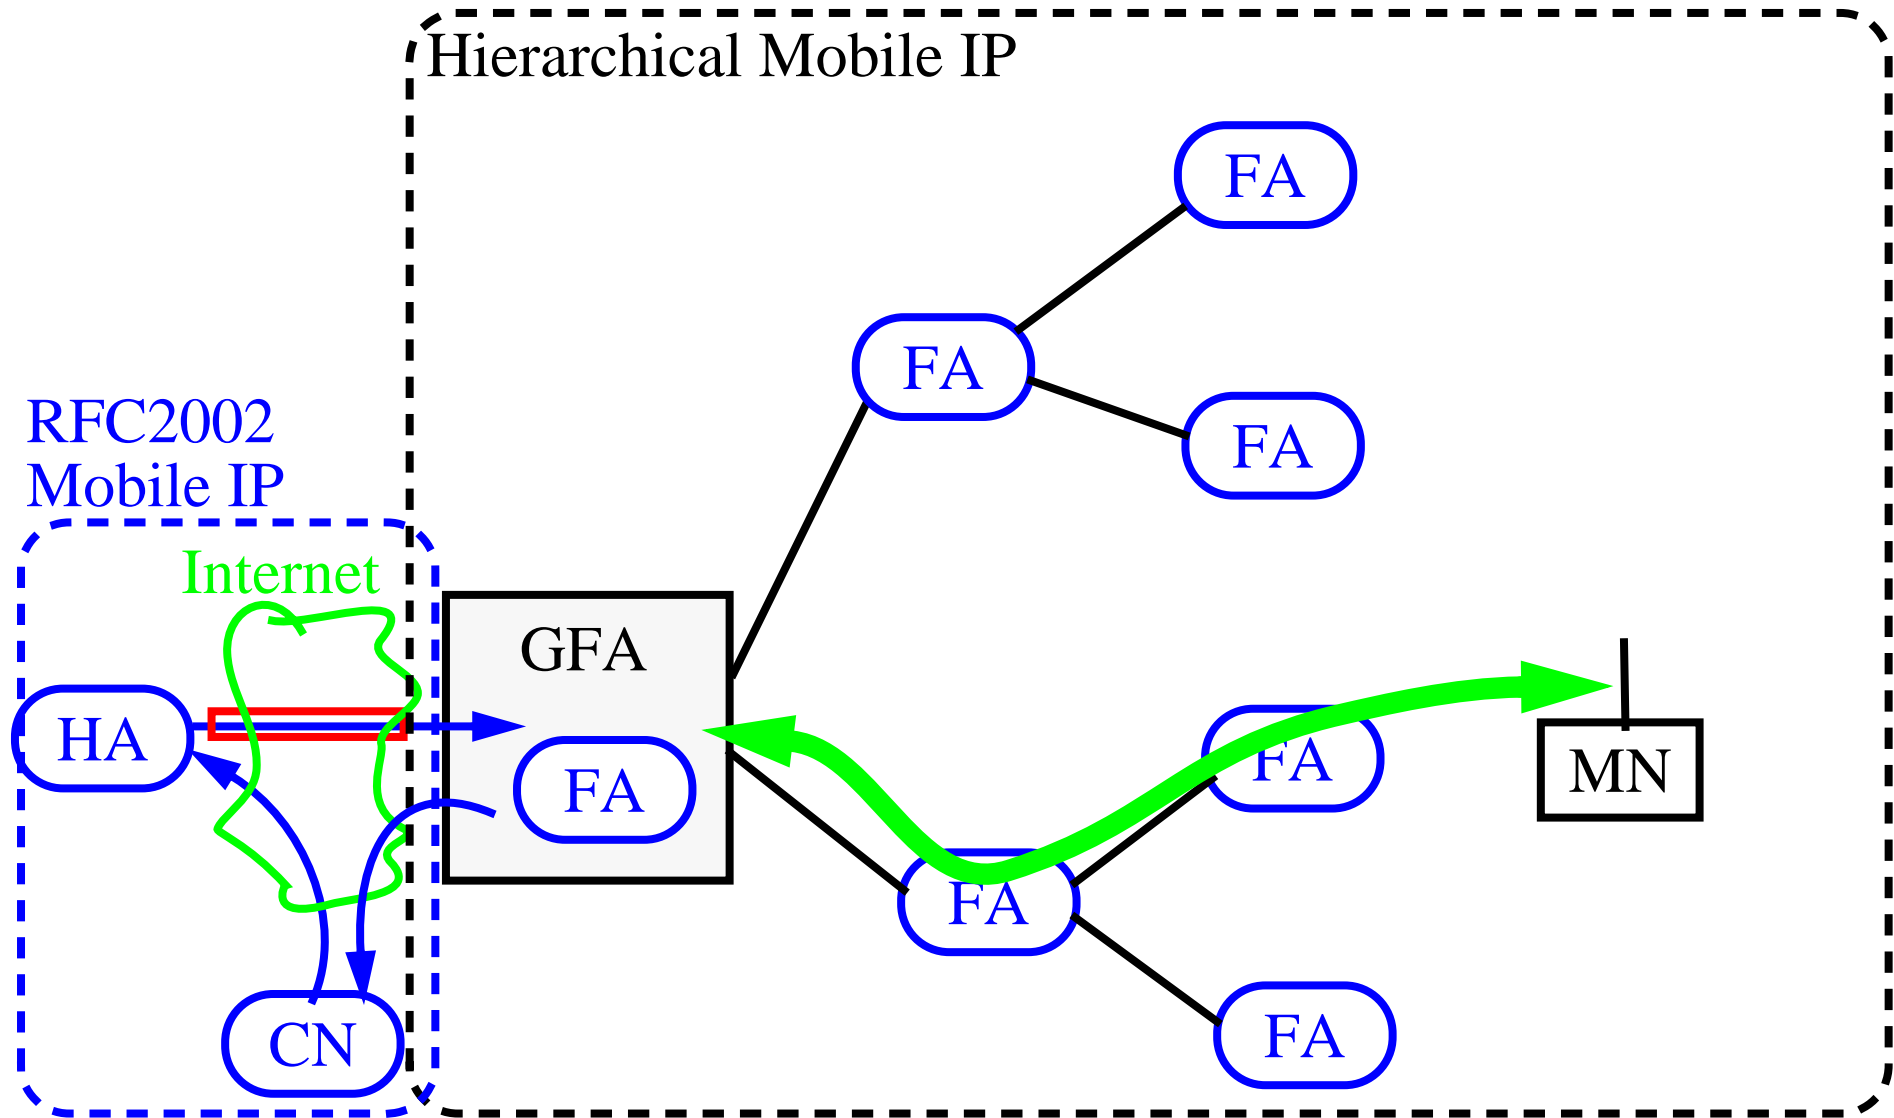 Hierarchical Mobile IP
FA
FA
FA
RFC2002
Mobile IP
Internet
GFA
HA
FA
FA
MN
FA
CN
FA